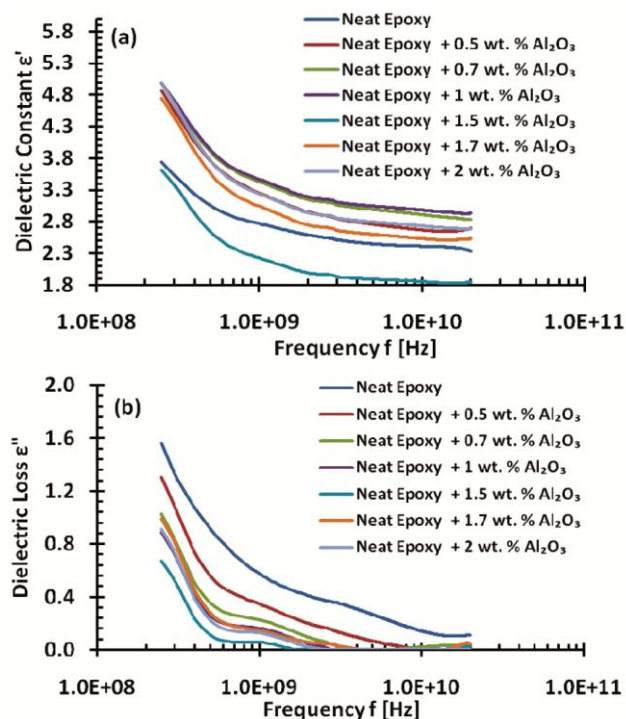 (a)
Neat Epoxy
Neat Epoxy + 0.5 wt. % Al₂O₃
Neat Epoxy + 0.7 wt. % Al₂O₃
Neat Epoxy + 1 wt. % Al₂O₃
Neat Epoxy + 1.5 wt. % Al₂O₃
Neat Epoxy + 1.7 wt. % Al₂O₃
Neat Epoxy + 2 wt. % Al₂O₃
Dielectric Constant ε'
5.8
5.3
4.8
4.3
3.8
3.3
2.8
2.3
1.8
1.0E+08 1.0E+09 1.0E+10 1.0E+11
Frequency f [Hz]
(b)
Neat Epoxy
Neat Epoxy + 0.5 wt. % Al₂O₃
Neat Epoxy + 0.7 wt. % Al₂O₃
Neat Epoxy + 1 wt. % Al₂O₃
Neat Epoxy + 1.5 wt. % Al₂O₃
Neat Epoxy + 1.7 wt. % Al₂O₃
Neat Epoxy + 2 wt. % Al₂O₃
Dielectric Loss ε"
2.0
1.6
1.2
0.8
0.4
0.0
1.0E+08 1.0E+09 1.0E+10 1.0E+11
Frequency f [Hz]